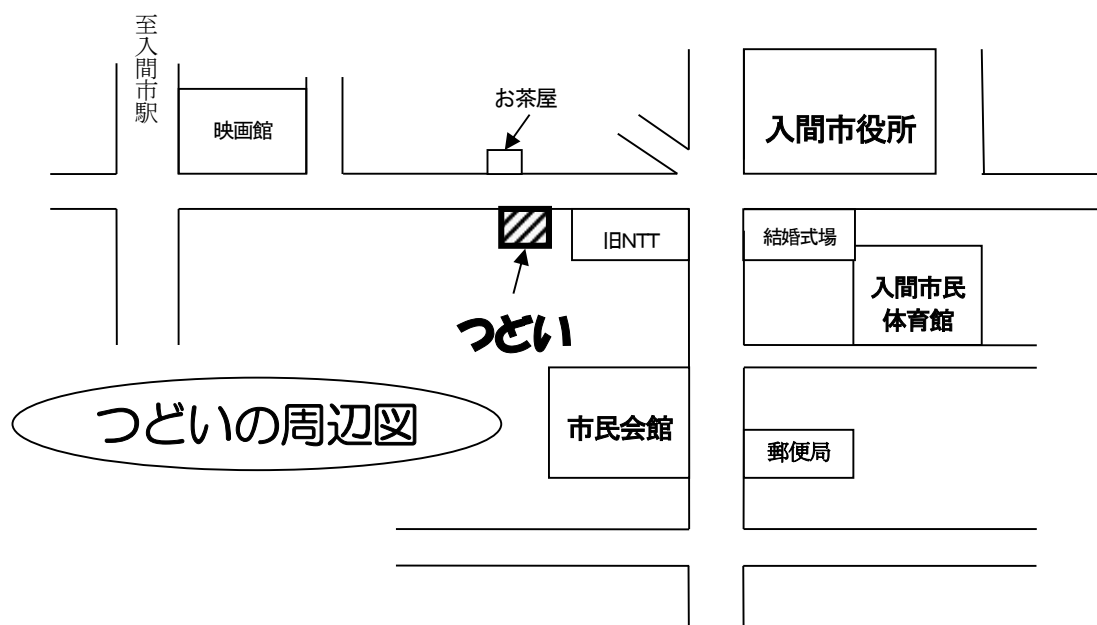 至入間市駅
映画館
お茶屋
入間市役所
旧NTT
結婚式場
入間市民
体育館
つどい
つどいの周辺図
市民会館
郵便局